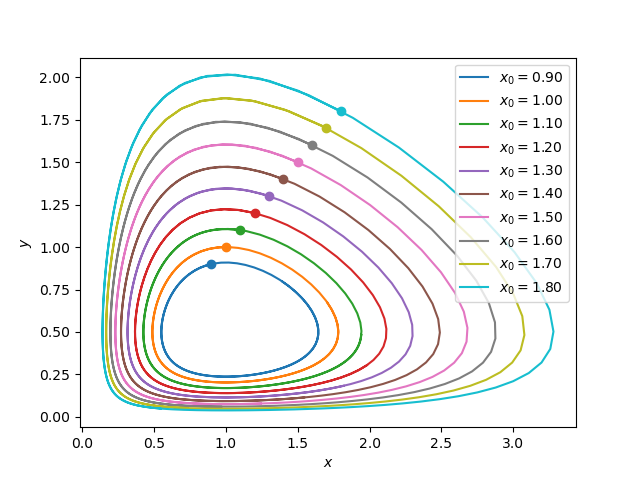 2.00
1.75
1.50
1.25
1.00
0.75
0.50
0.25
0.00
y
0.0 0.5 1.0 1.5 2.0 2.5 3.0
x
x₀ = 0.90
x₀ = 1.00
x₀ = 1.10
x₀ = 1.20
x₀ = 1.30
x₀ = 1.40
x₀ = 1.50
x₀ = 1.60
x₀ = 1.70
x₀ = 1.80